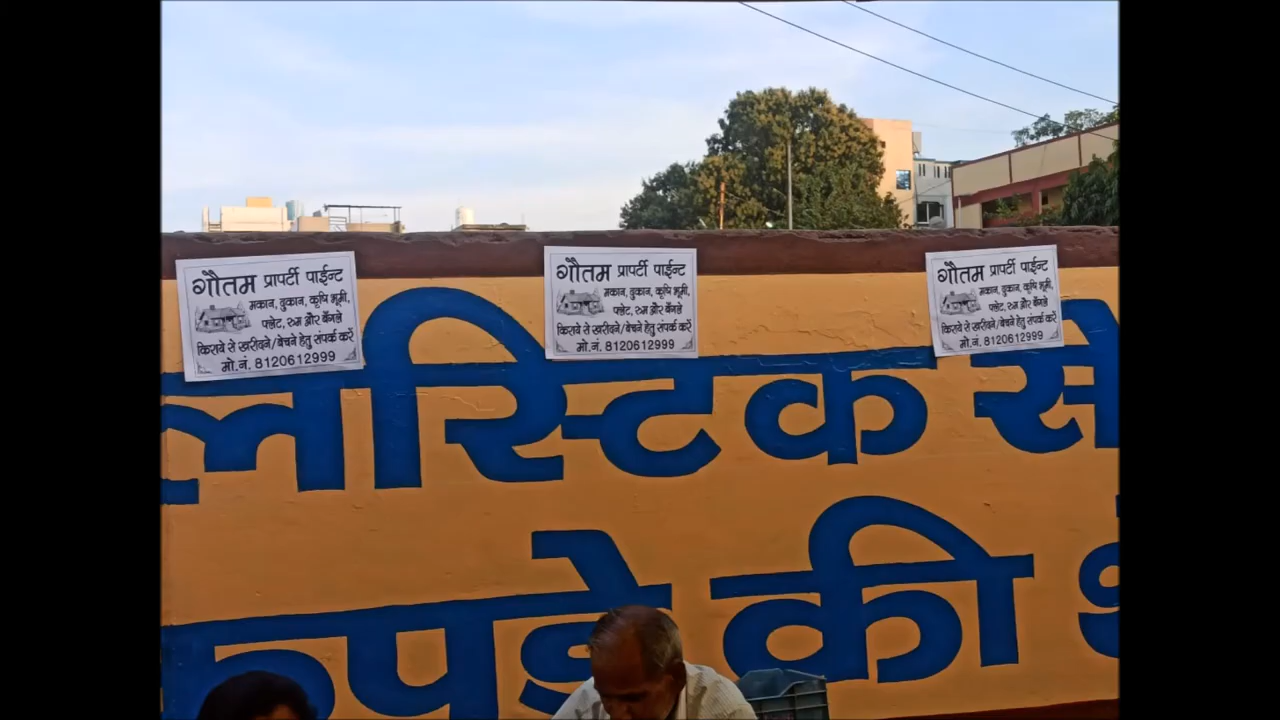 गौतम प्रापर्टी पाईन्ट
मकान, दुकान, कृषि भूमी,
फ्लेट, रुम और बँगले
किराये से खरीदने/बेचने हेतु संपर्क करें
मो.नं. 8120612999
गौतम प्रापर्टी पाईन्ट
मकान, दुकान, कृषि भूमी,
फ्लेट, रुम और बँगले
किराये से खरीदने/बेचने हेतु संपर्क करें
मो.नं. 8120612999
गौतम प्रापर्टी पाईन्ट
मकान, दुकान, कृषि भूमी,
फ्लेट, रुम और बँगले
किराये से खरीदने/बेचने हेतु संपर्क करें
मो.नं. 8120612999
लास्टिक से
कपड़े की